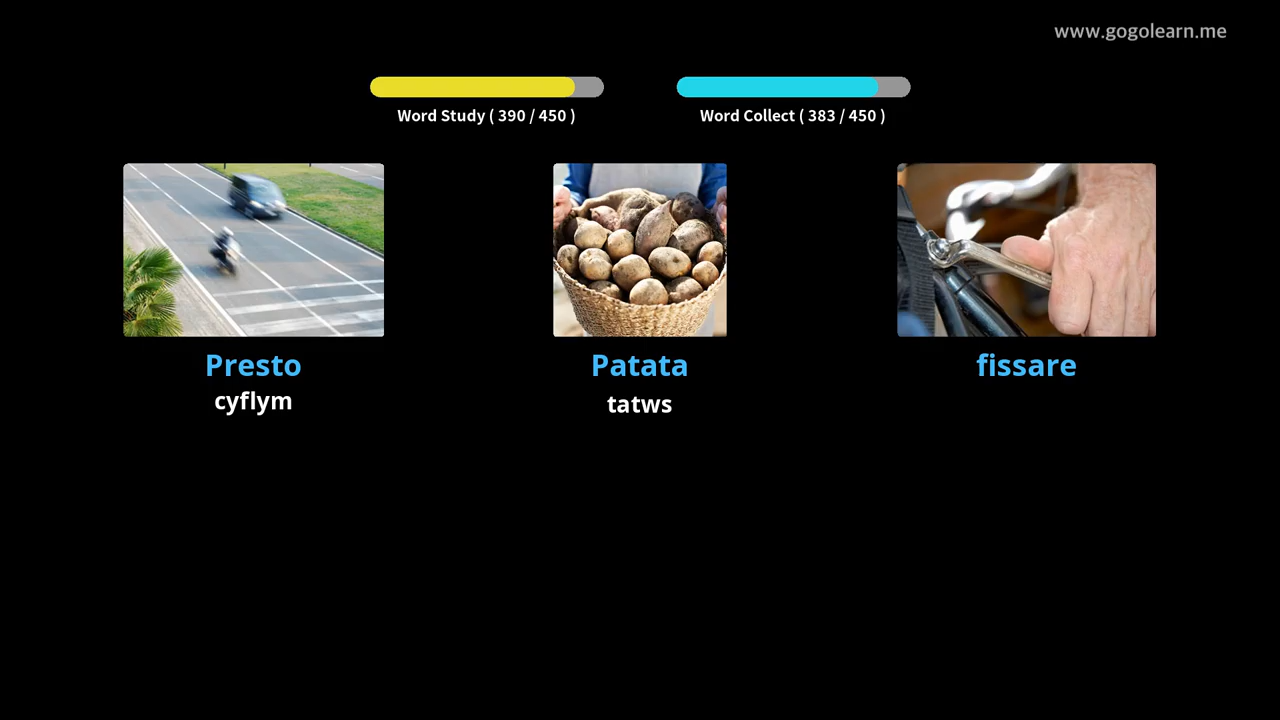 www.gogolearn.me
Word Study ( 390 / 450 )
Word Collect ( 383 / 450 )
Presto
cyflym
Patata
tatws
fissare